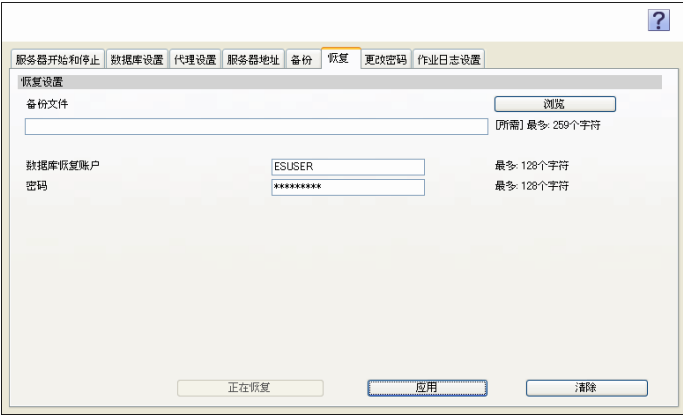 ?
服务器开始和停止 数据库设置 代理设置 服务器地址 备份 恢复 更改密码 作业日志设置
恢复设置
备份文件 浏览
[所需] 最多: 259个字符
数据库恢复账户 ESUSER 最多: 128个字符
密码 ********* 最多: 128个字符
正在恢复 应用 清除